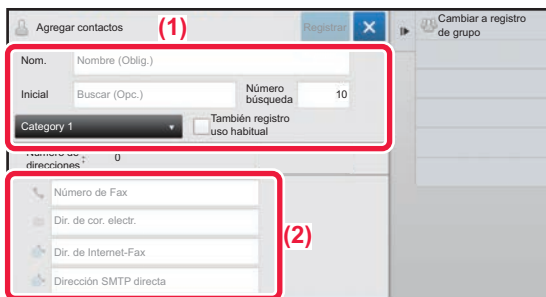 Agregar contactos
(1)
Registrar
Cambiar a registro
de grupo
Nom.
Nombre (Oblig.)
Inicial
Buscar (Opc.)
Número
búsqueda
10
Category 1
También registro
uso habitual
Número de
direcciones
:
0
(2)
Número de Fax
Dir. de cor. electr.
Dir. de Internet-Fax
Dirección SMTP directa